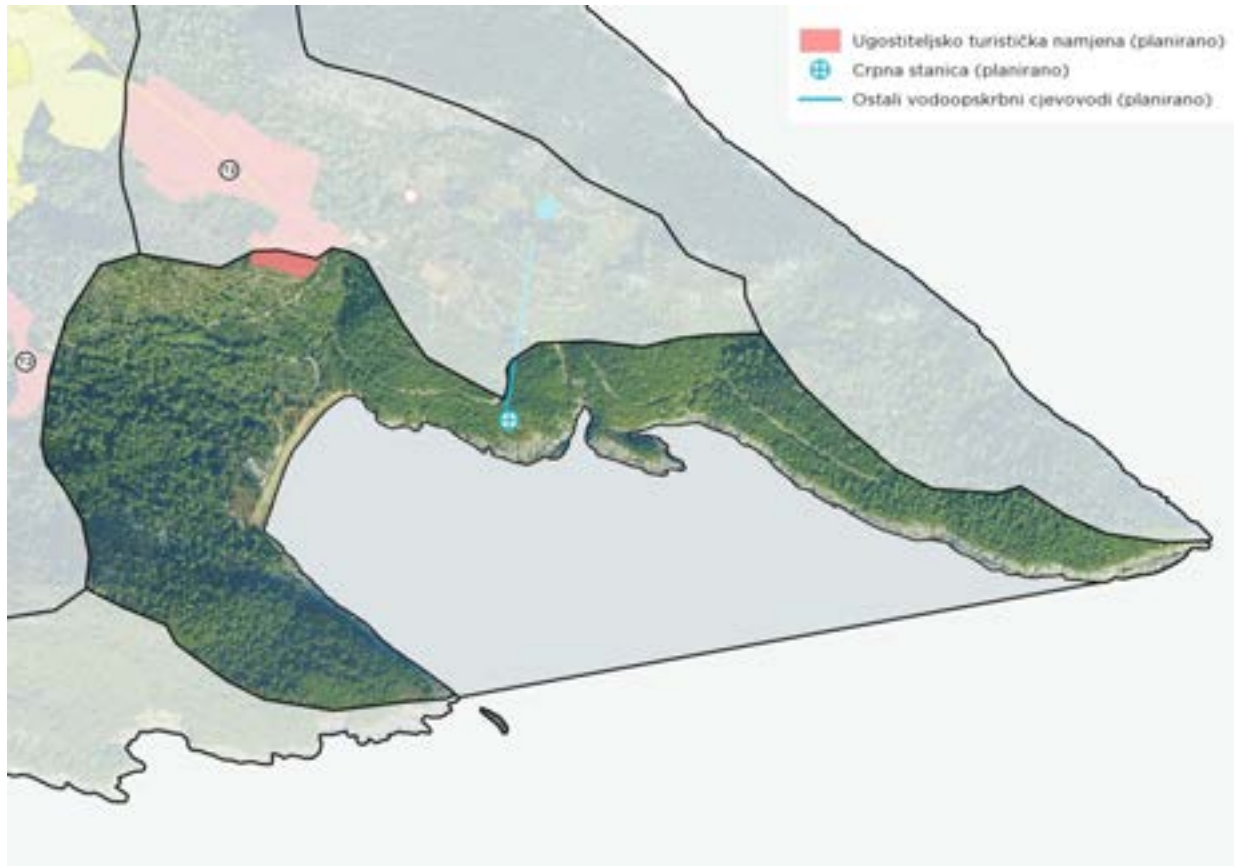 Ugostiteljsko turistička namjena (planirano)
Crpna stanica (planirano)
Ostali vodoopskrbni cjevovodi (planirano)